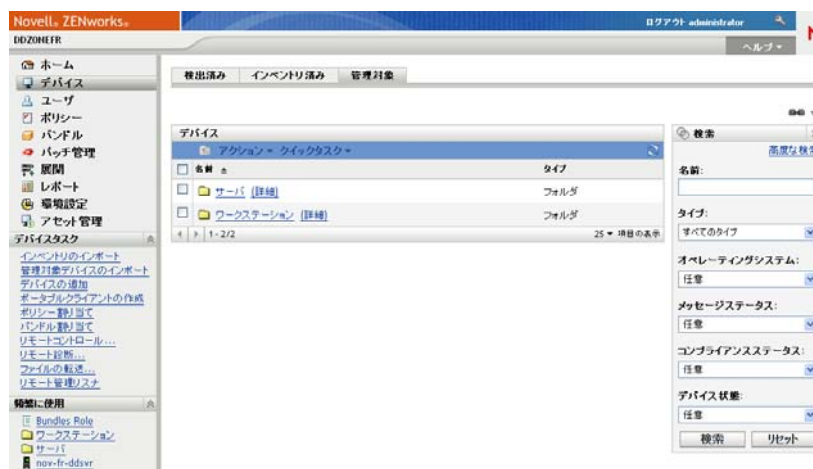 Novell® ZENworks®
ログアウト administrator
DDZONEFR
ヘルプ
ホーム
デバイス
ユーザ
ポリシー
バンドル
パッチ管理
展開
レポート
環境設定
アセット管理
デバイスタスク
インベントリのインポート
管理対象デバイスのインポート
デバイスの追加
ポータブルクライアントの作成
ポリシー割り当て
バンドル割り当て
リモートコントロール...
リモート診断...
ファイルの転送...
リモート管理リスナ
頻繁に使用
Bundles Role
ワークステーション
サーバ
nov-fr-ddsvr
検出済み インベントリ済み 管理対象
デバイス
アクション クイックタスク
名前 タイプ
サーバ (詳細) フォルダ
ワークステーション (詳細) フォルダ
1 - 2/2 25 項目の表示
検索
高度な検索
名前:
タイプ:
すべてのタイプ
オペレーティングシステム:
任意
メッセージステータス:
任意
コンプライアンスステータス:
任意
デバイス状態:
任意
検索 リセット